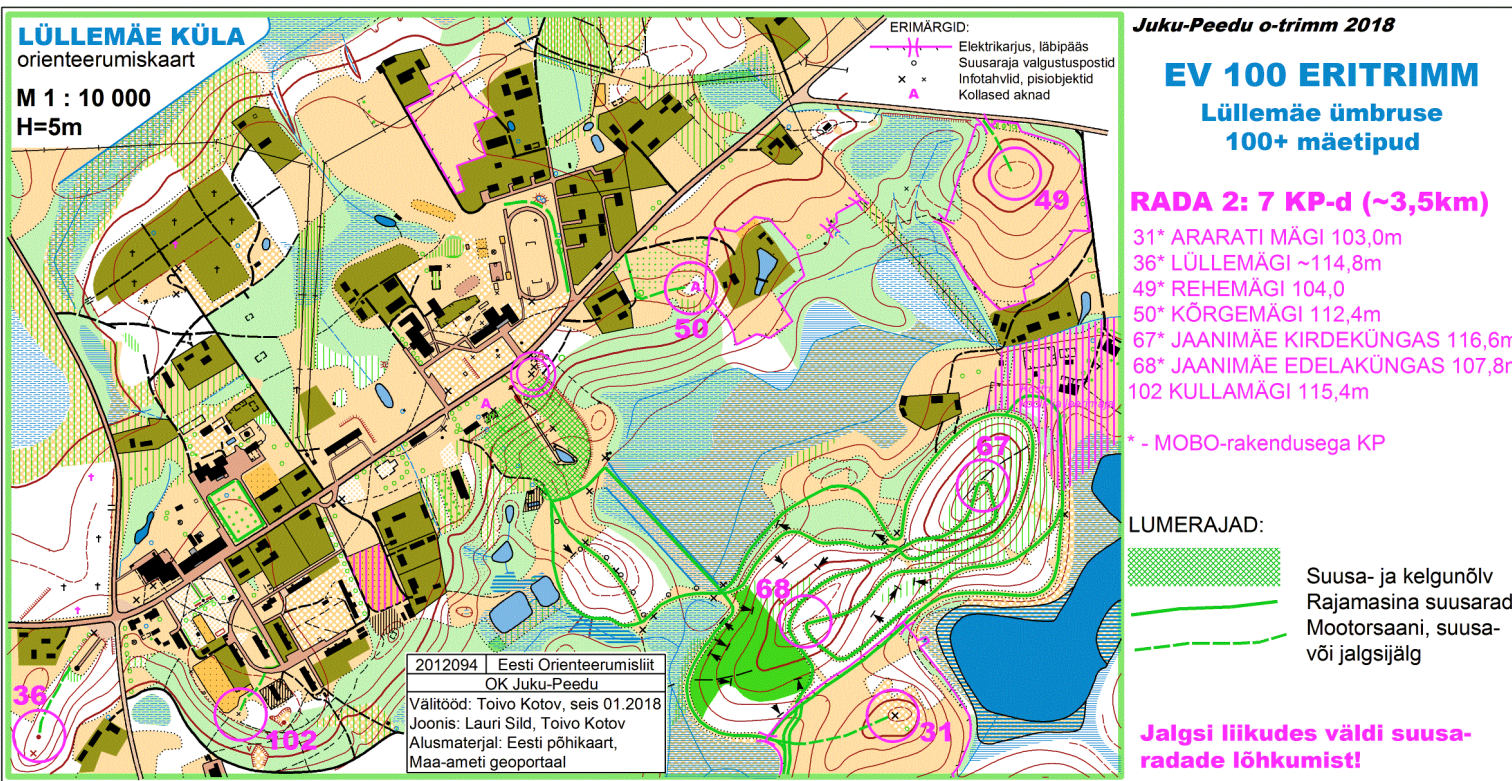 LÜLLEMÄE KÜLA
orienteerumiskaart
M 1 : 10 000
H=5m
ERIMÄRGID:
Elektrikarjus, läbipääs
Suusaraja valgustuspostid
Infotahvlid, pisiobjektid
A Kollased aknad
49
A
50
A
67
68
31
36
102
2012094 Eesti Orienteerumisliit
OK Juku-Peedu
Välitööd: Toivo Kotov, seis 01.2018
Joonis: Lauri Sild, Toivo Kotov
Alusmaterjal: Eesti põhikaart,
Maa-ameti geoportaal
Juku-Peedu o-trimm 2018
EV 100 ERITRIMM
Lüllemäe ümbruse
100+ mäetipud
RADA 2: 7 KP-d (~3,5km)
31* ARARATI MÄGI 103,0m
36* LÜLLEMÄGI ~114,8m
49* REHEMÄGI 104,0
50* KÕRGEMÄGI 112,4m
67* JAANIMÄE KIRDEKÜNGAS 116,6m
68* JAANIMÄE EDELAKÜNGAS 107,8m
102 KULLAMÄGI 115,4m
* - MOBO-rakendusega KP
LUMERAJAD:
Suusa- ja kelgunõlv
Rajamasina suusarad
Mootorsaani, suusa-
või jalgsijälg
Jalgsi liikudes väldi suusa-
radade lõhkumist!